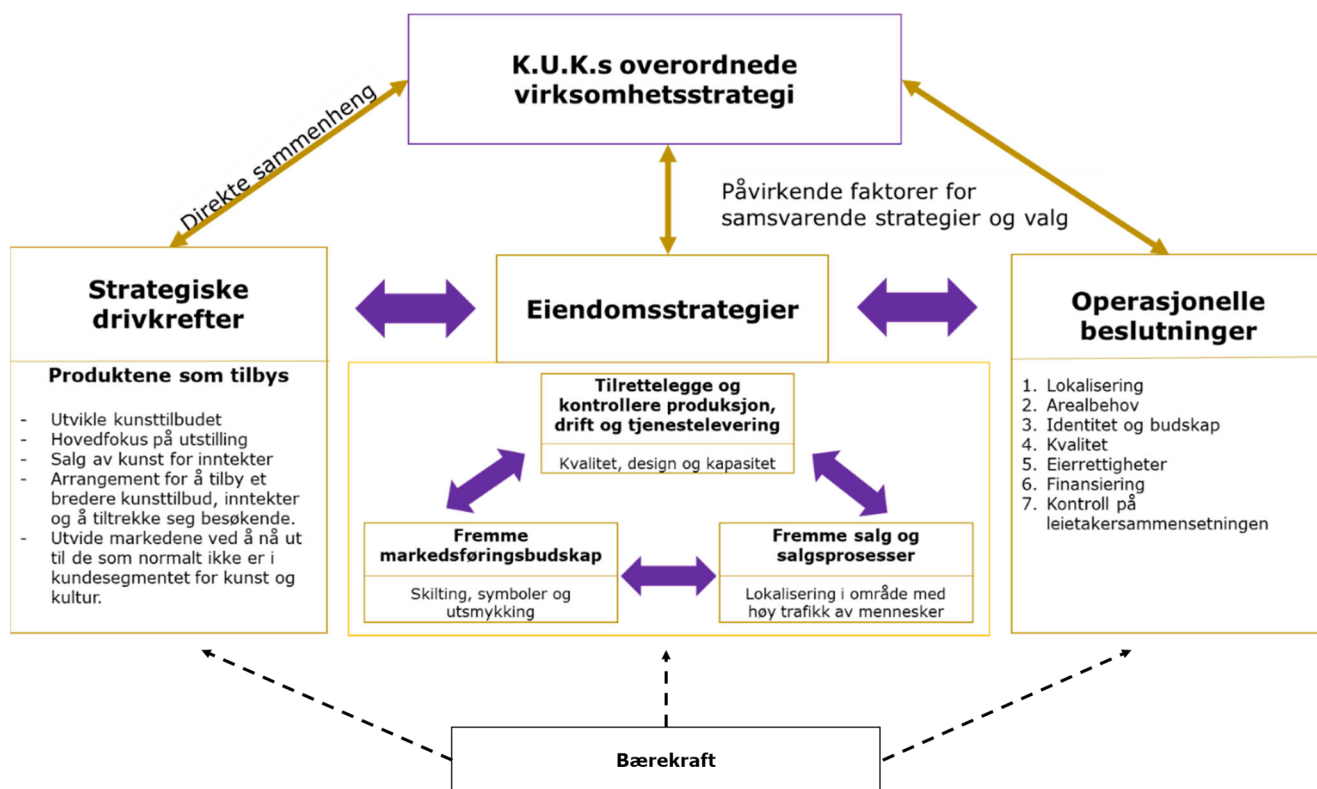 K.U.K.s overordnede
virksomhetsstrategi
Direkte sammenheng
Påvirkende faktorer for
samsvarende strategier og valg
Strategiske
drivkrefter
Produktene som tilbys
- Utvikle kunsttilbudet
- Hovedfokus på utstilling
- Salg av kunst for inntekter
- Arrangement for å tilby et
bredere kunsttilbud, inntekter
og å tiltrekke seg besøkende.
- Utvide markedene ved å nå ut
til de som normalt ikke er i
kundesegmentet for kunst og
kultur.
Eiendomsstrategier
Tilrettelegge og
kontrollere produksjon,
drift og tjenestelevering
Kvalitet, design og kapasitet
Fremme
markedsføringsbudskap
Skilting, symboler og
utsmykking
Fremme salg og
salgsprosesser
Lokalisering i område med
høy trafikk av mennesker
Operasjonelle
beslutninger
1. Lokalisering
2. Arealbehov
3. Identitet og budskap
4. Kvalitet
5. Eierrettigheter
6. Finansiering
7. Kontroll på
leietakersammensetningen
Bærekraft